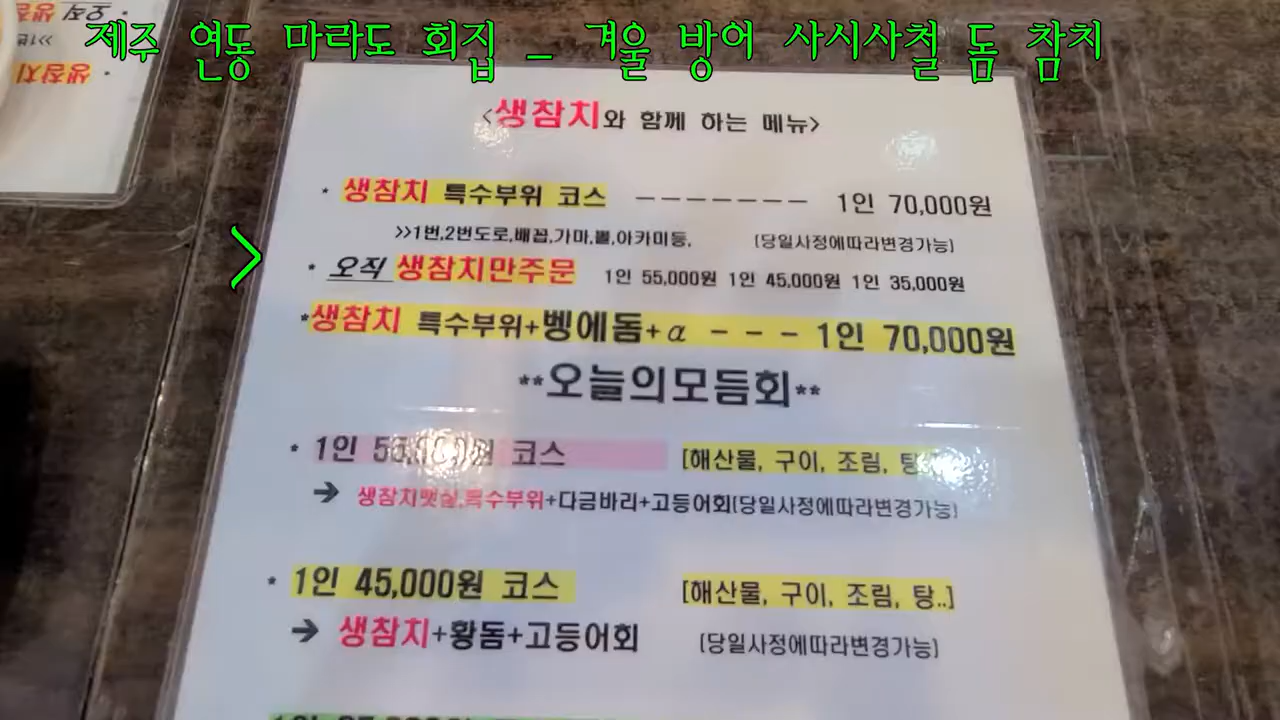 제주 연동 마라도 회집 _ 겨울 방어 사시사철 돔 참치
<생참치와 함께 하는 메뉴>
* 생참치 특수부위 코스 ------- 1인 70,000원
>>1번,2번도로,배꼽,가마,뽈,아카미등, (당일사정에따라변경가능)
>
* 오직 생참치만주문 1인 55,000원 1인 45,000원 1인 35,000원
*생참치 특수부위+벵에돔+α - - - 1인 70,000원
**오늘의모듬회**
* 1인 코스 [해산물, 구이, 조림, 탕..]
→ 생참치뱃살,특수부위+다금바리+고등어회(당일사정에따라변경가능)
* 1인 45,000원 코스 [해산물, 구이, 조림, 탕..]
→ 생참치+황돔+고등어회 (당일사정에따라변경가능)